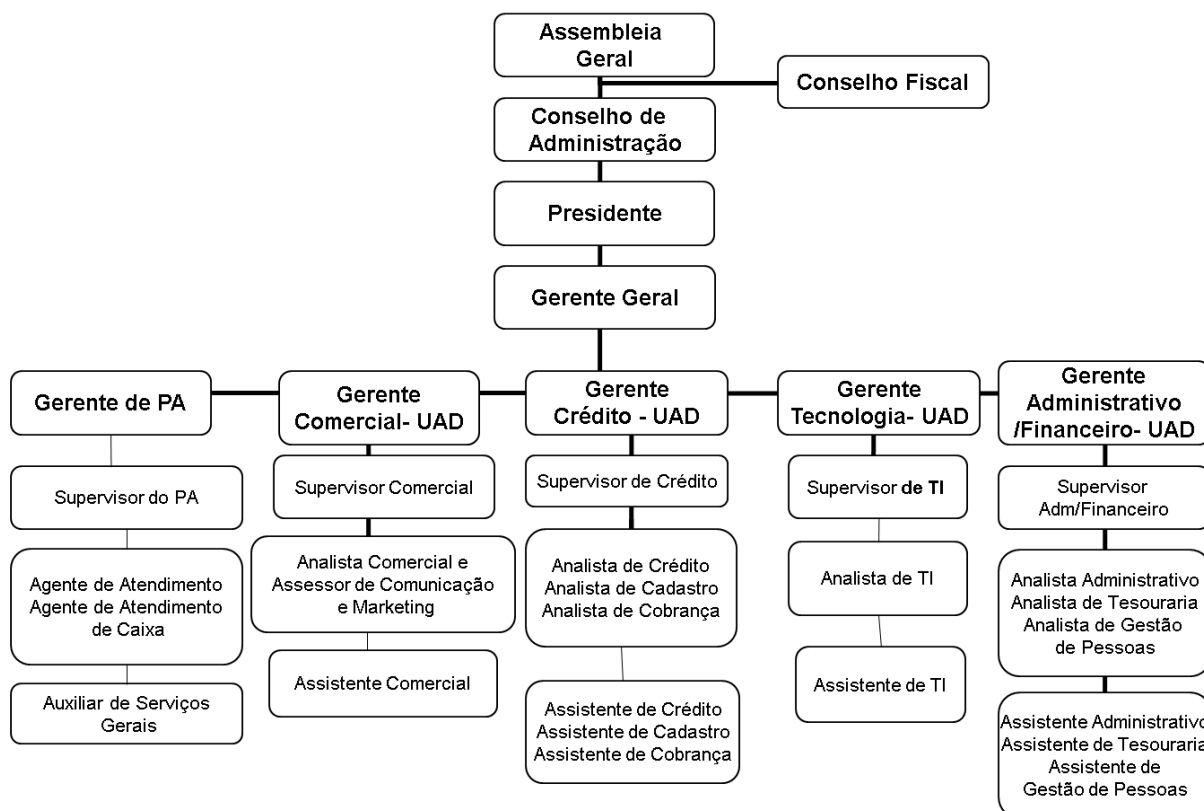 Assembleia
Geral
Conselho Fiscal
Conselho de
Administração
Presidente
Gerente Geral
Gerente de PA
Gerente
Comercial- UAD
Gerente
Crédito - UAD
Gerente
Tecnologia- UAD
Gerente
Administrativo
/Financeiro- UAD
Supervisor do PA
Supervisor Comercial
Supervisor de Crédito
Supervisor de TI
Supervisor
Adm/Financeiro
Agente de Atendimento
Agente de Atendimento
de Caixa
Analista Comercial e
Assessor de Comunicação
e Marketing
Analista de Crédito
Analista de Cadastro
Analista de Cobrança
Analista de TI
Analista Administrativo
Analista de Tesouraria
Analista de Gestão
de Pessoas
Auxiliar de Serviços
Gerais
Assistente Comercial
Assistente de Crédito
Assistente de Cadastro
Assistente de Cobrança
Assistente de TI
Assistente Administrativo
Assistente de Tesouraria
Assistente de
Gestão de Pessoas